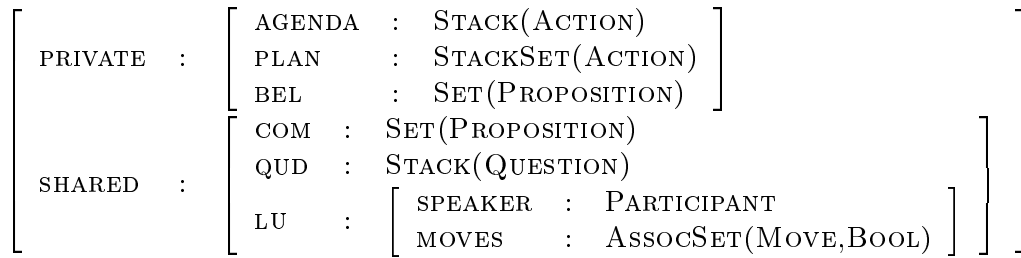 AGENDA : STACK(ACTION)
PRIVATE : PLAN : STACKSET(ACTION)
BEL : SET(PROPOSITION)
COM : SET(PROPOSITION)
QUD : STACK(QUESTION)
SHARED :
SPEAKER : PARTICIPANT
LU :
MOVES : ASSOCSET(MOVE,BOOL)